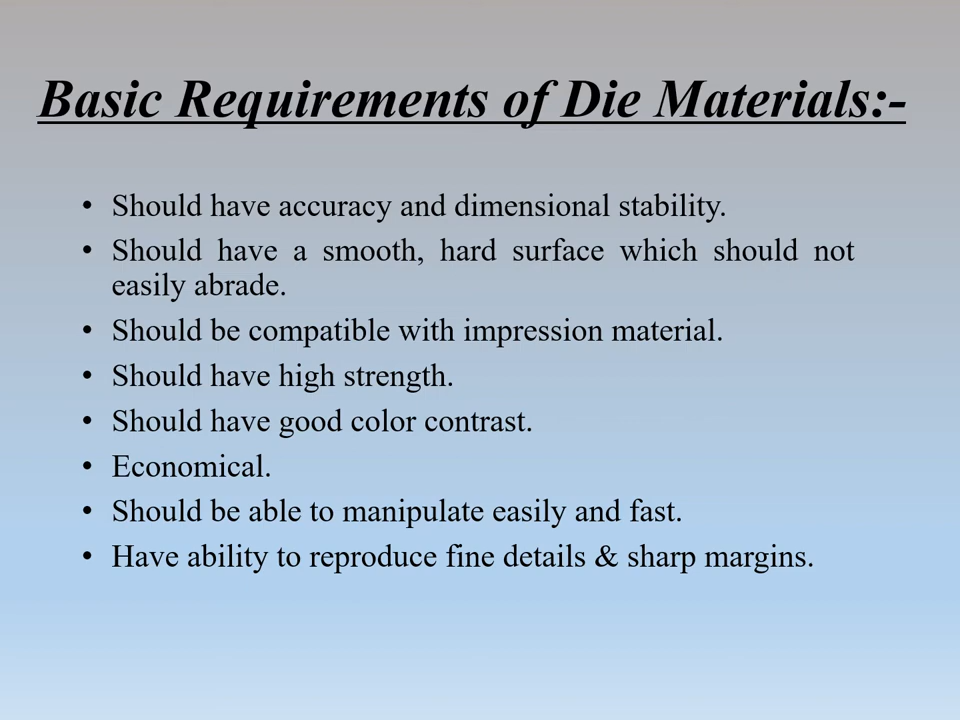 Basic Requirements of Die Materials:-
• Should have accuracy and dimensional stability.
• Should have a smooth, hard surface which should not
easily abrade.
• Should be compatible with impression material.
• Should have high strength.
• Should have good color contrast.
• Economical.
• Should be able to manipulate easily and fast.
• Have ability to reproduce fine details & sharp margins.